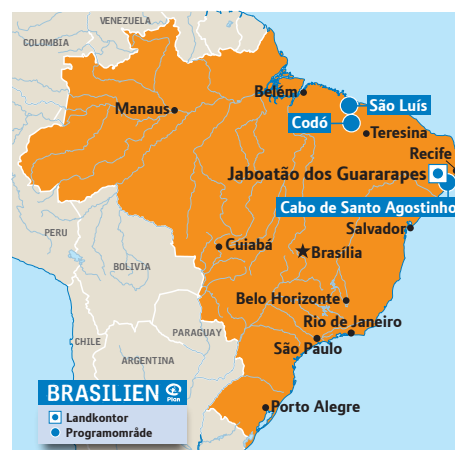 VENEZUELA
COLOMBIA
Belém
São Luís
Manaus
Codó
Teresina
Recife
Jaboatão dos Guararapes
Cabo de Santo Agostinho
Salvador
PERU
Cuiabá
Brasília
BOLIVIA
Belo Horizonte
Rio de Janeiro
PARAGUAY
CHILE
São Paulo
ARGENTINA
BRASILIEN Plan
Landkontor
Porto Alegre
Programområde